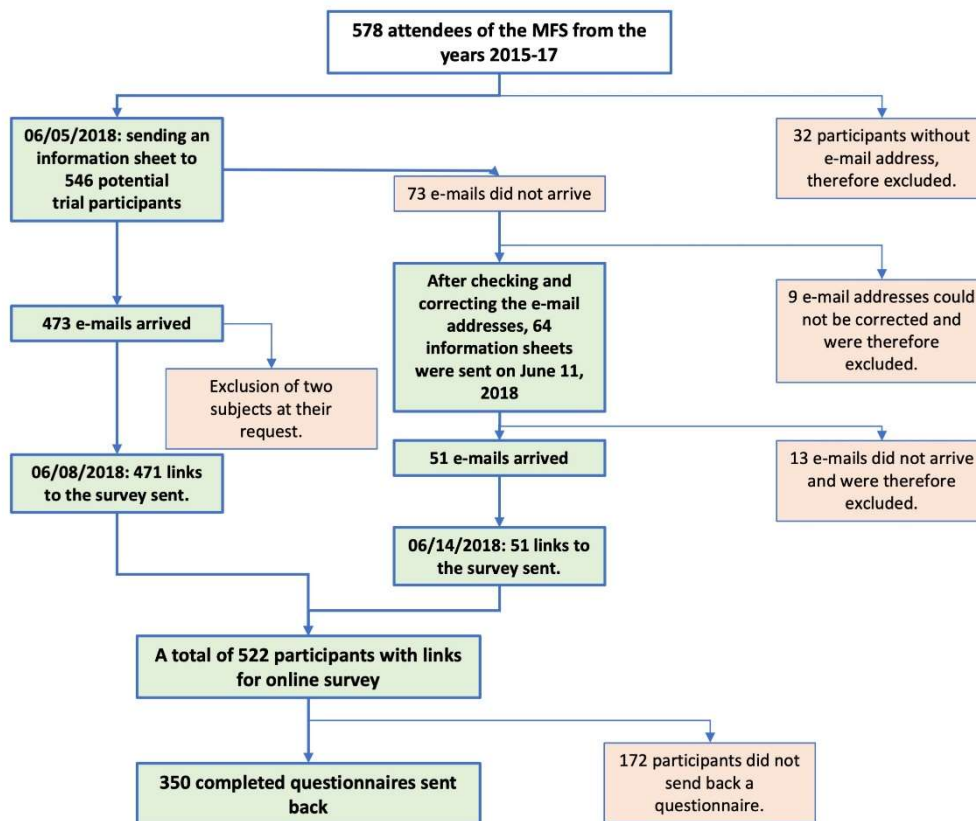 578 attendees of the MFS from the
years 2015-17
06/05/2018: sending an
information sheet to
546 potential
trial participants
32 participants without
e-mail address,
therefore excluded.
73 e-mails did not arrive
After checking and
correcting the e-mail
addresses, 64
information sheets
were sent on June 11,
2018
9 e-mail addresses could
not be corrected and
were therefore
excluded.
473 e-mails arrived
Exclusion of two
subjects at their
request.
51 e-mails arrived
13 e-mails did not arrive
and were therefore
excluded.
06/08/2018: 471 links
to the survey sent.
06/14/2018: 51 links to
the survey sent.
A total of 522 participants with links
for online survey
172 participants did not
send back a
questionnaire.
350 completed questionnaires sent
back